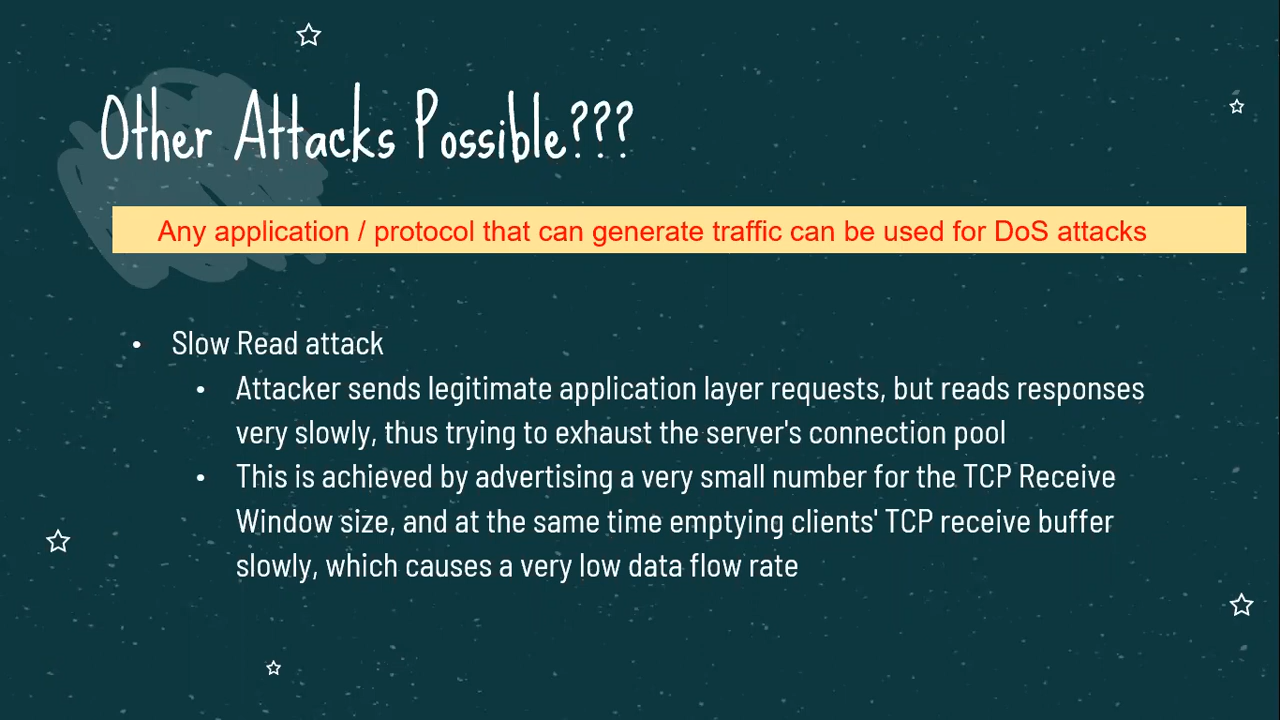 Other Attacks Possible???
Any application / protocol that can generate traffic can be used for DoS attacks
• Slow Read attack
• Attacker sends legitimate application layer requests, but reads responses
very slowly, thus trying to exhaust the server's connection pool
• This is achieved by advertising a very small number for the TCP Receive
Window size, and at the same time emptying clients' TCP receive buffer
slowly, which causes a very low data flow rate